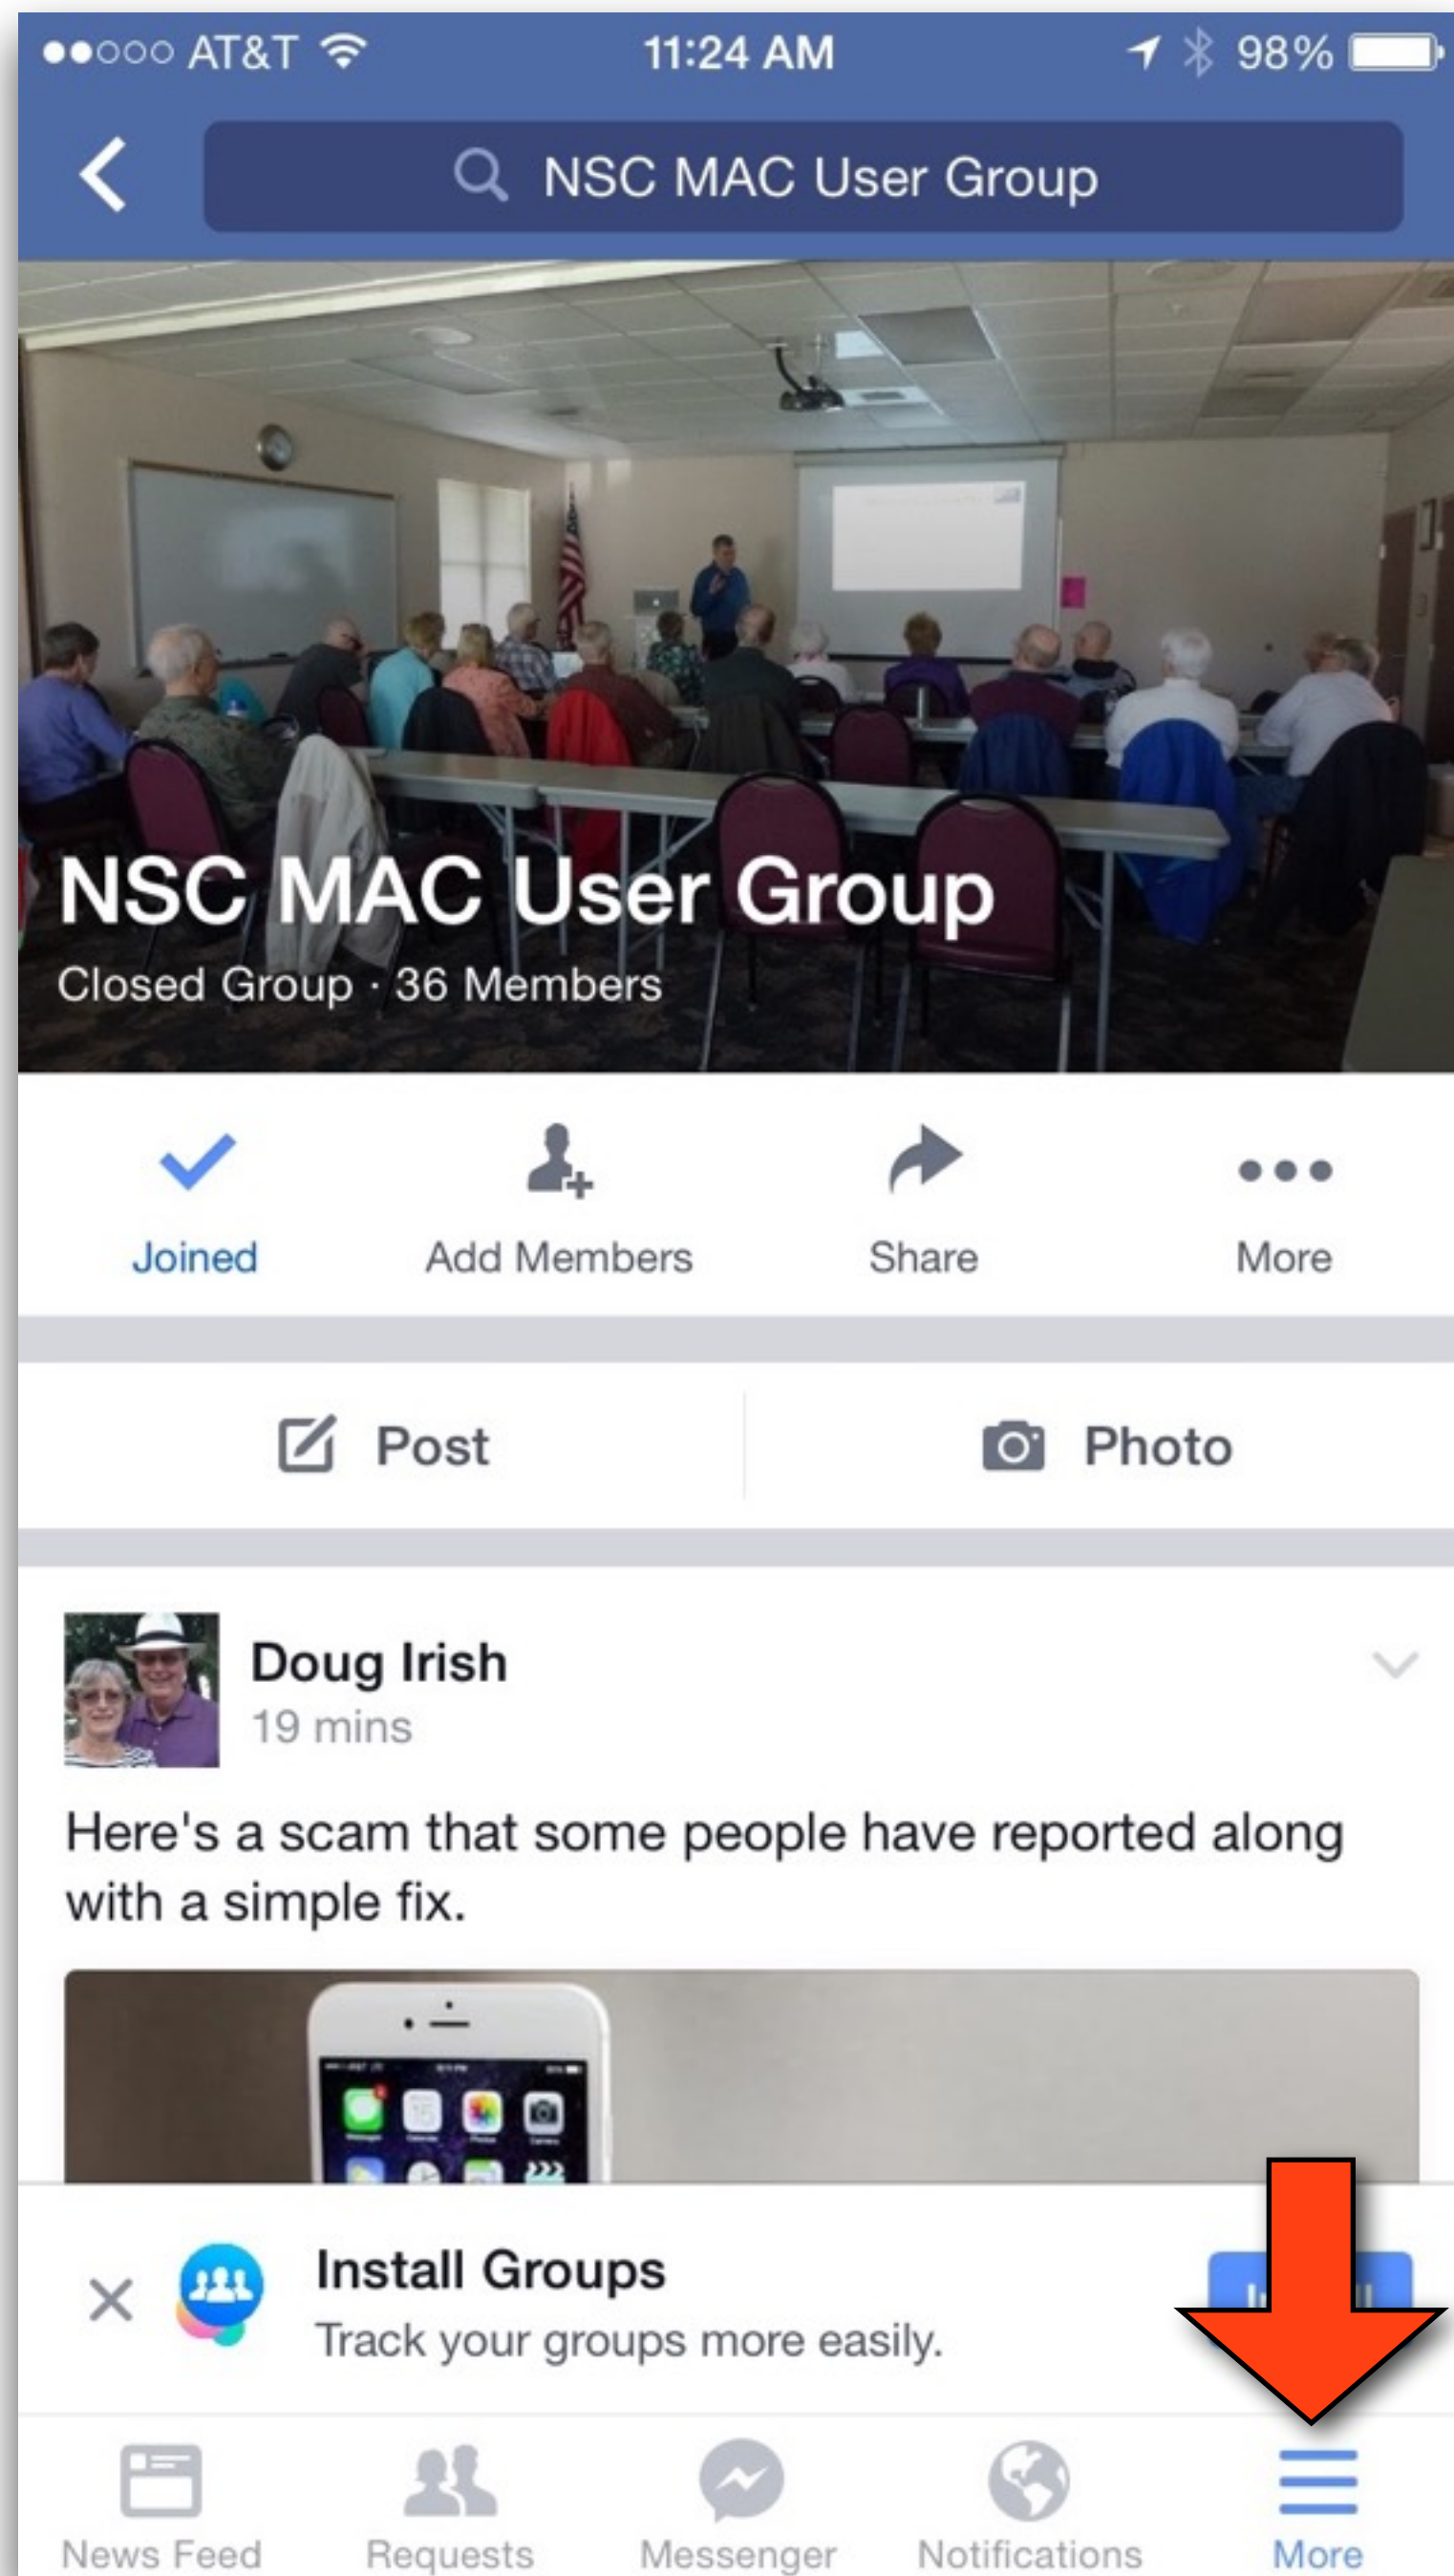 AT&T 11:24 AM 98%
NSC MAC User Group
NSC MAC User Group
Closed Group · 36 Members
Joined Add Members Share More
Post Photo
Doug Irish
19 mins
Here's a scam that some people have reported along
with a simple fix.
Install Groups
Track your groups more easily.
News Feed Requests Messenger Notifications More